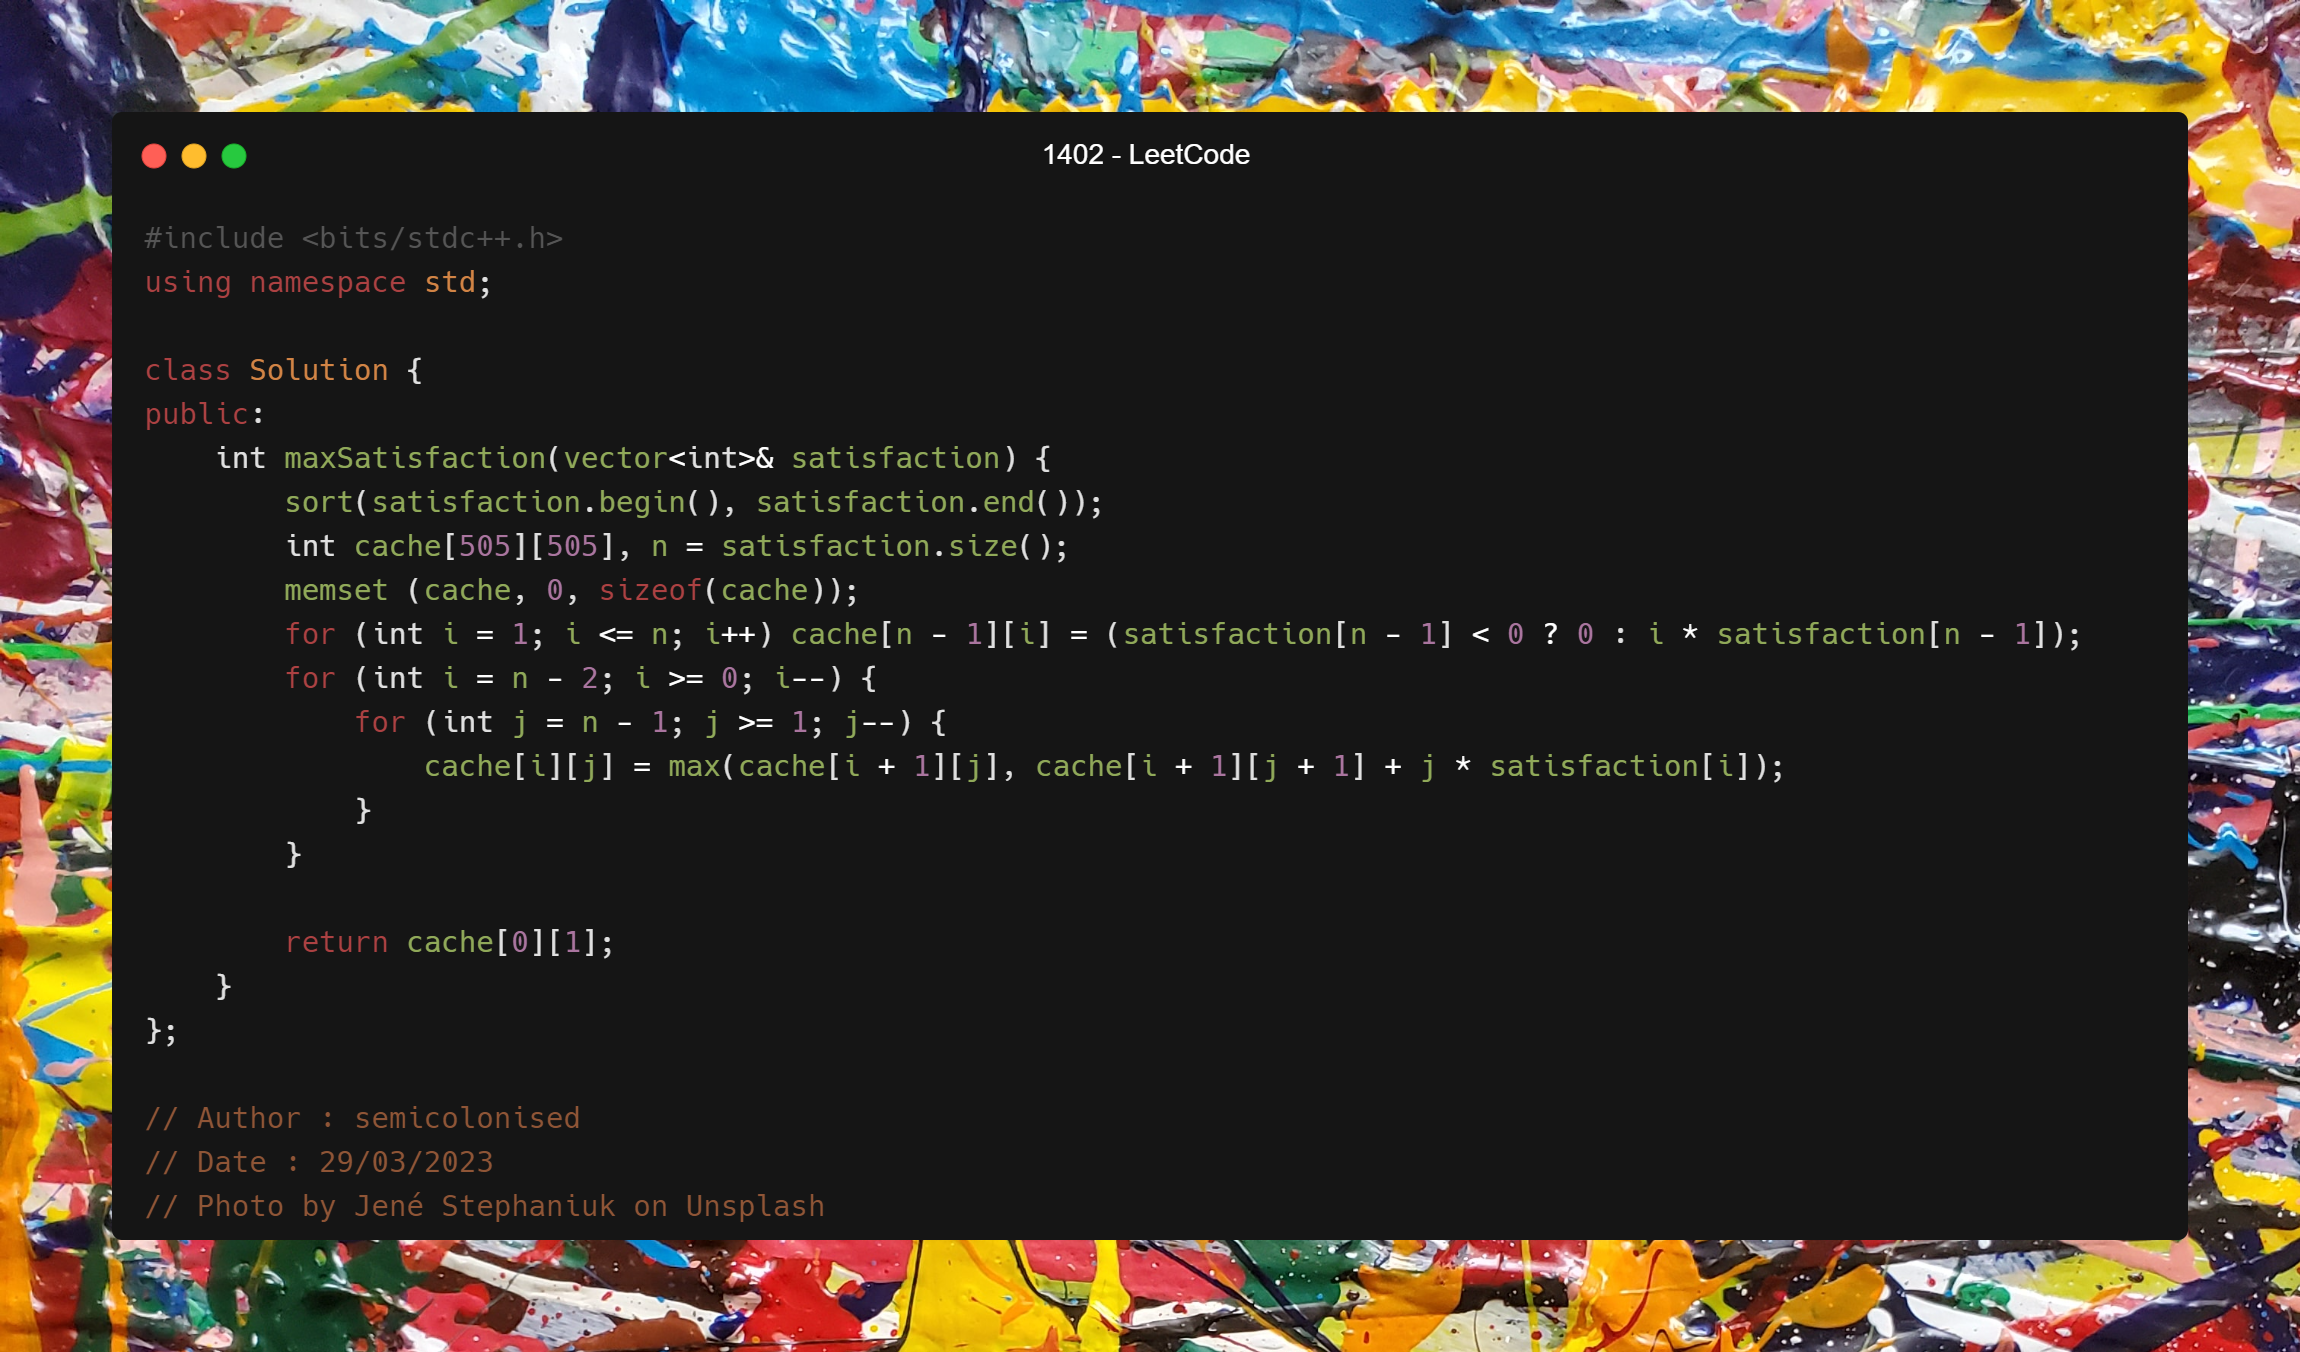 1402 - LeetCode
#include <bits/stdc++.h>
using namespace std;
class Solution {
public:
    int maxSatisfaction(vector<int>& satisfaction) {
        sort(satisfaction.begin(), satisfaction.end());
        int cache[505][505], n = satisfaction.size();
        memset (cache, 0, sizeof(cache));
        for (int i = 1; i <= n; i++) cache[n - 1][i] = (satisfaction[n - 1] < 0 ? 0 : i * satisfaction[n - 1]);
        for (int i = n - 2; i >= 0; i--) {
            for (int j = n - 1; j >= 1; j--) {
                cache[i][j] = max(cache[i + 1][j], cache[i + 1][j + 1] + j * satisfaction[i]);
            }
        }
        return cache[0][1];
    }
};
// Author : semicolonised
// Date : 29/03/2023
// Photo by Jené Stephaniuk on Unsplash